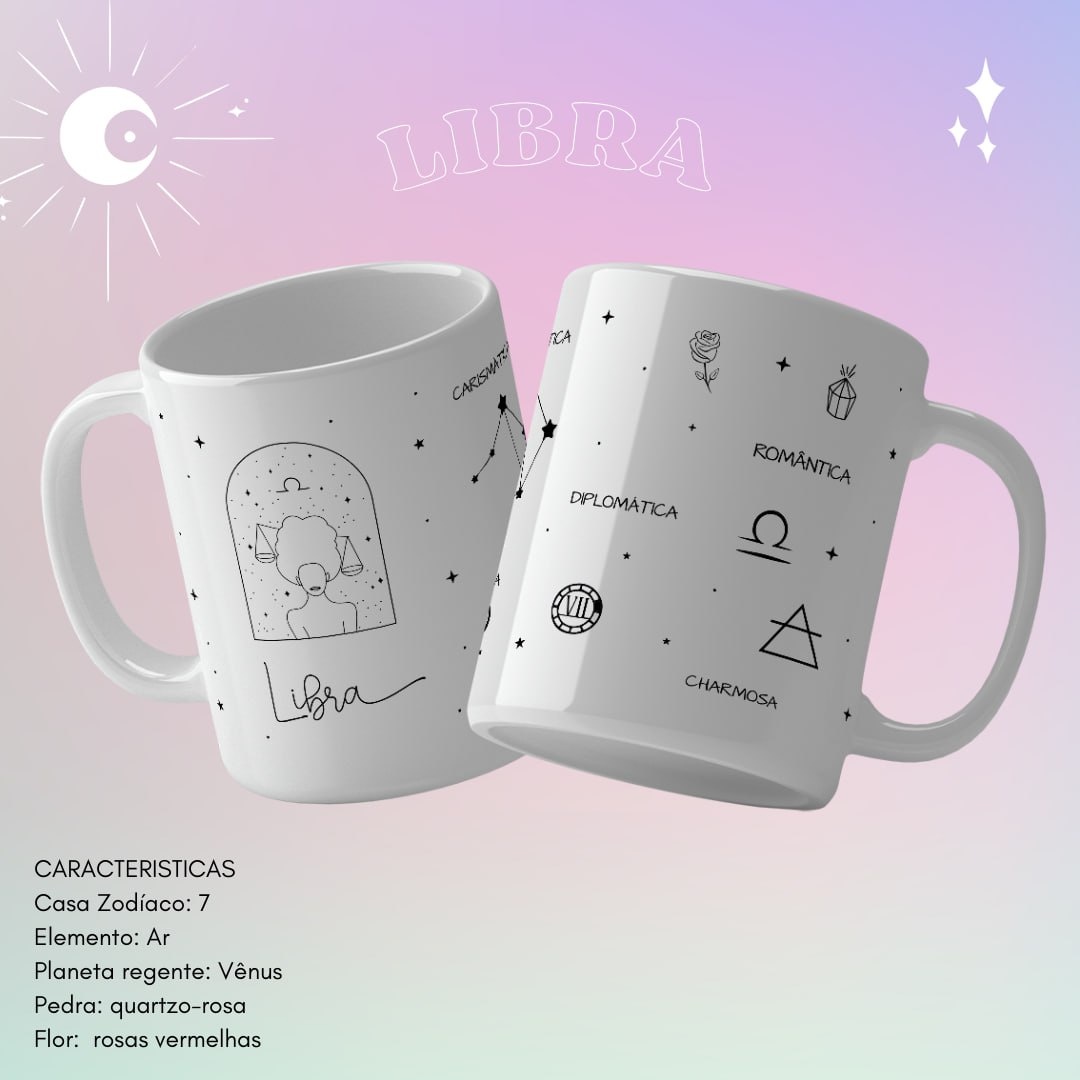 LIBRA
CARISMÁTICA
ROMÂNTICA
DIPLOMÁTICA
VII
CHARMOSA
Libra
CARACTERISTICAS
Casa Zodíaco: 7
Elemento: Ar
Planeta regente: Vênus
Pedra: quartzo-rosa
Flor: rosas vermelhas